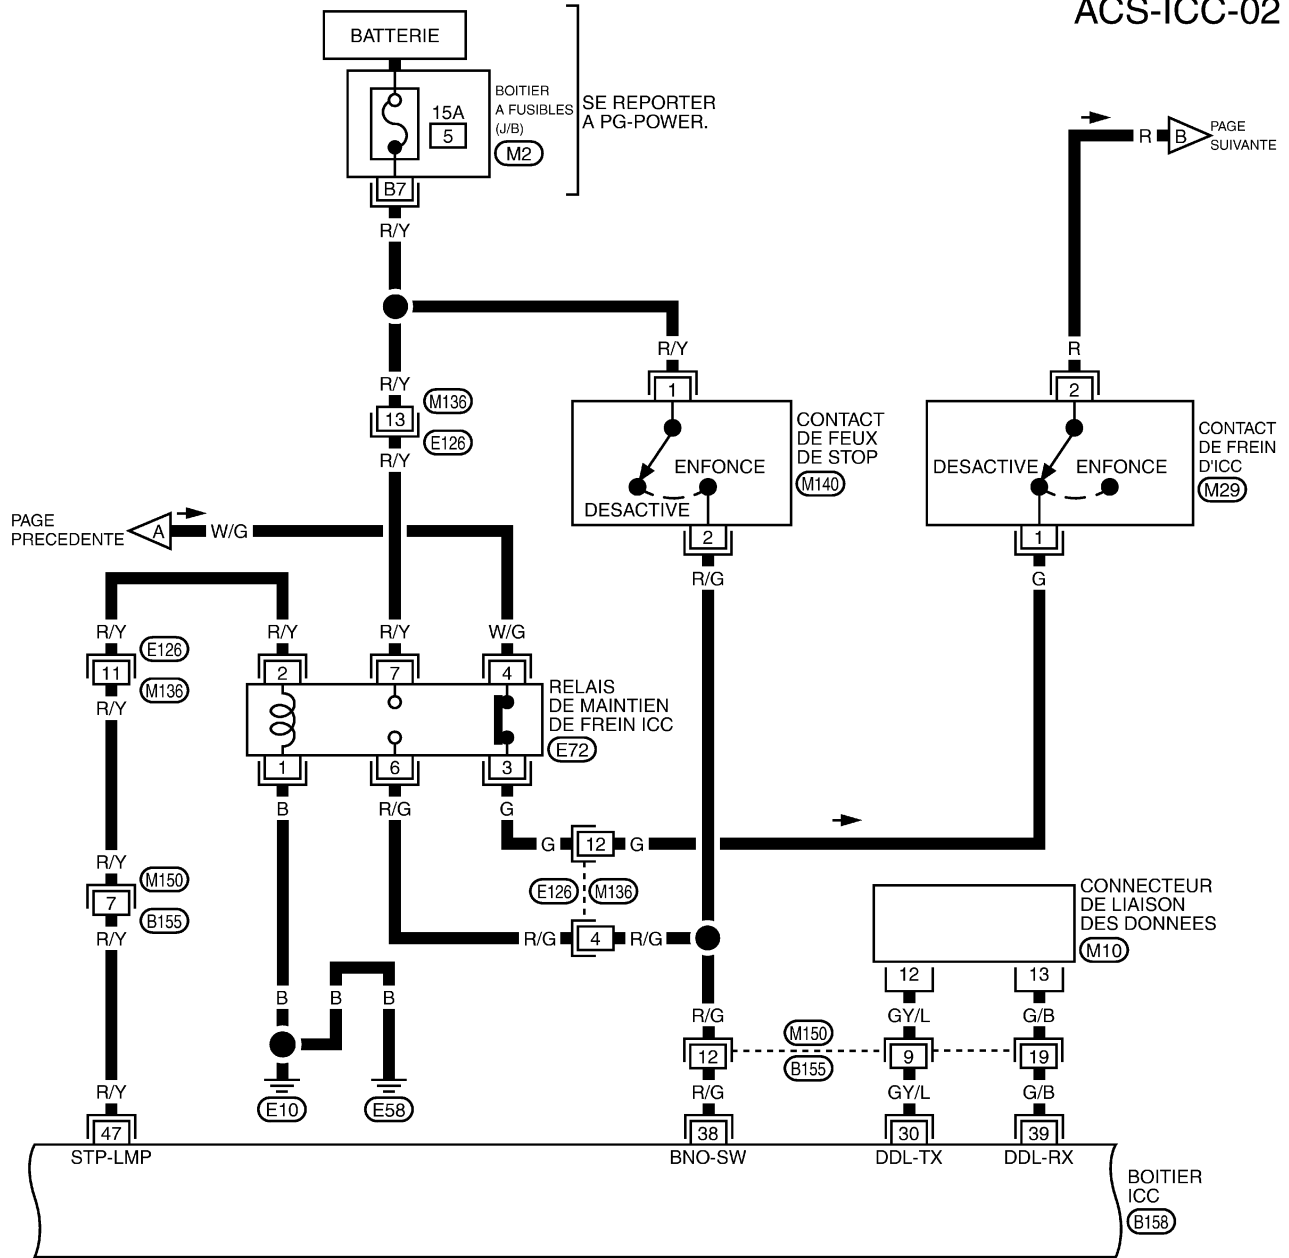 ACS-ICC-02
BATTERIE
BOITIER
A FUSIBLES
(J/B)
M2
15A
5
SE REPORTER
A PG-POWER.
B7
R/Y
R
B
PAGE
SUIVANTE
R/Y
R
R/Y
M136
13
E126
R/Y
1
CONTACT
DE FEUX
DE STOP
M140
ENFONCE
DESACTIVE
2
R/G
2
CONTACT
DE FREIN
D'ICC
M29
DESACTIVE
ENFONCE
1
G
PAGE
PRECEDENTE
A
W/G
R/Y
R/Y
R/Y
W/G
E126
11
M136
R/Y
2
7
4
RELAIS
DE MAINTIEN
DE FREIN ICC
E72
1
6
3
B
R/G
G
G
12
G
E126
M136
R/G
4
R/G
R/Y
M150
7
B155
R/Y
CONNECTEUR
DE LIAISON
DES DONNEES
M10
12
13
B
B
B
R/G
GY/L
G/B
M150
12
9
19
B155
R/Y
E10
E58
R/G
GY/L
G/B
47
38
30
39
STP-LMP
BNO-SW
DDL-TX
DDL-RX
BOITIER
ICC
B158